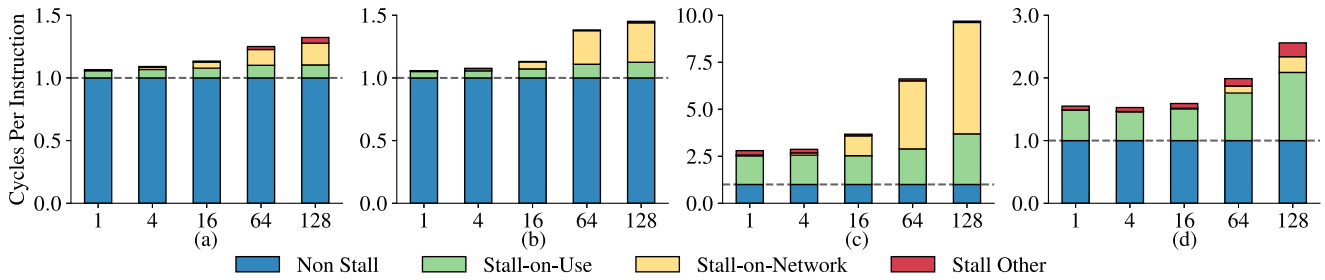 Cycles Per Instruction
1.5
1.0
0.5
0.0
1 4 16 64 128
(a)
1.5
1.0
0.5
0.0
1 4 16 64 128
(b)
10.0
7.5
5.0
2.5
0.0
1 4 16 64 128
(c)
3.0
2.0
1.0
0.0
1 4 16 64 128
(d)
Non Stall Stall-on-Use Stall-on-Network Stall Other